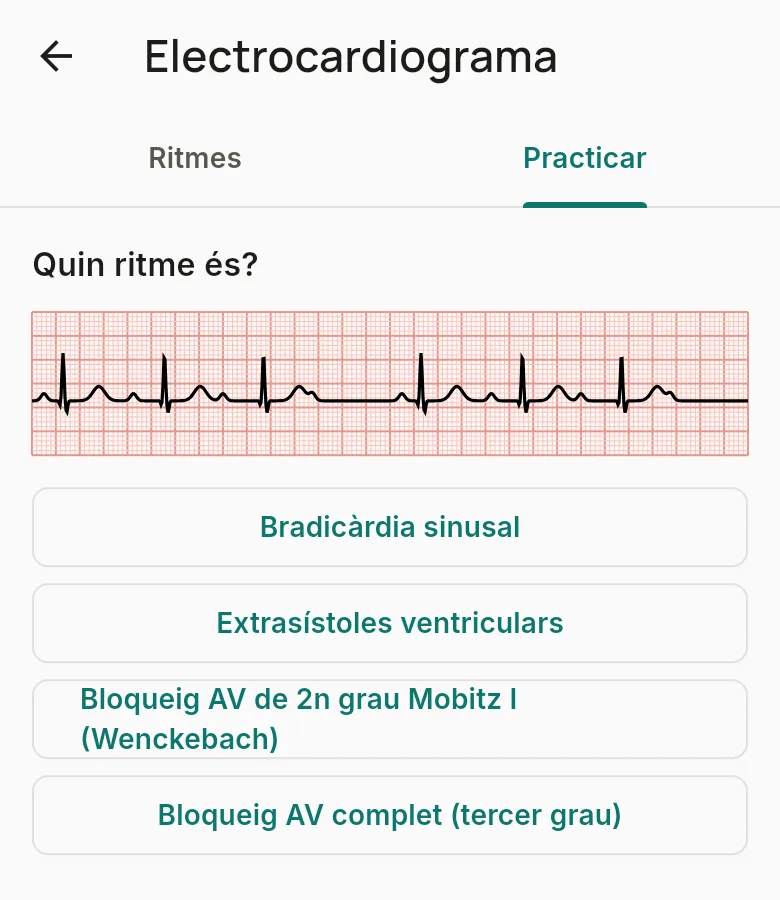 Electrocardiograma
Ritmes
Practicar
Quin ritme és?
Bradicàrdia sinusal
Extrasístoles ventriculars
Bloqueig AV de 2n grau Mobitz I
(Wenckebach)
Bloqueig AV complet (tercer grau)